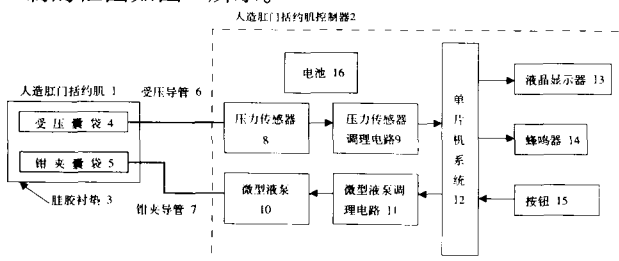 人造肛门括约肌控制器2
电池 16
人造肛门括约肌 1
受压导管 6
受 压 囊 袋 4
钳 夹 囊 袋 5
硅胶衬垫 3
钳夹导管 7
压力传感器
8
压力传感器
调理电路9
微型液泵
10
微型液泵调
理电路 11
单
片
机
系
统
12
液晶显示器 13
蜂鸣器 14
按钮 15